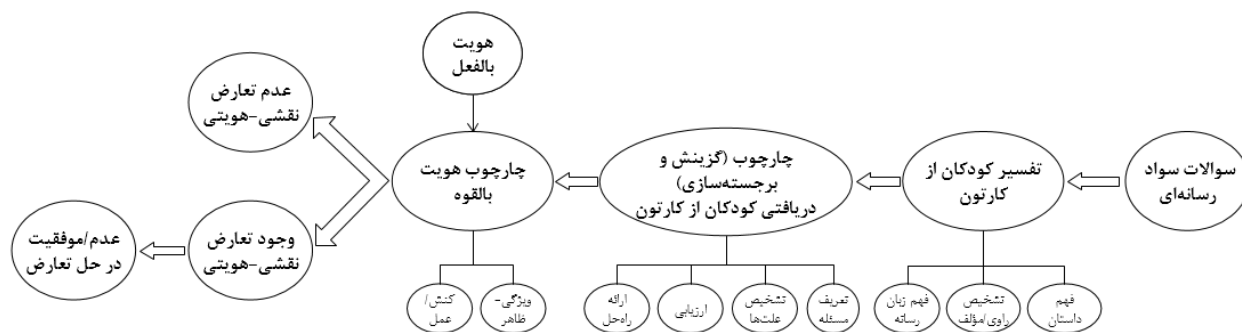 هویت
بالفعل
عدم تعارض
نقشی-هویتی
سوالات سواد
رسانه‌ای
تفسیر کودکان از
کارتون
چارچوب (گزینش و
برجسته‌سازی)
دریافتی کودکان از کارتون
چارچوب هویت
بالقوه
وجود تعارض
نقشی-هویتی
عدم/موفقیت
در حل تعارض
فهم
داستان
تشخیص
راوی/مؤلف
فهم زبان
رسانه
تعریف
مسئله
تشخیص
علت‌ها
ارزیابی
ارائه
راه‌حل
ویژگی-
ظاهر
کنش/
عمل